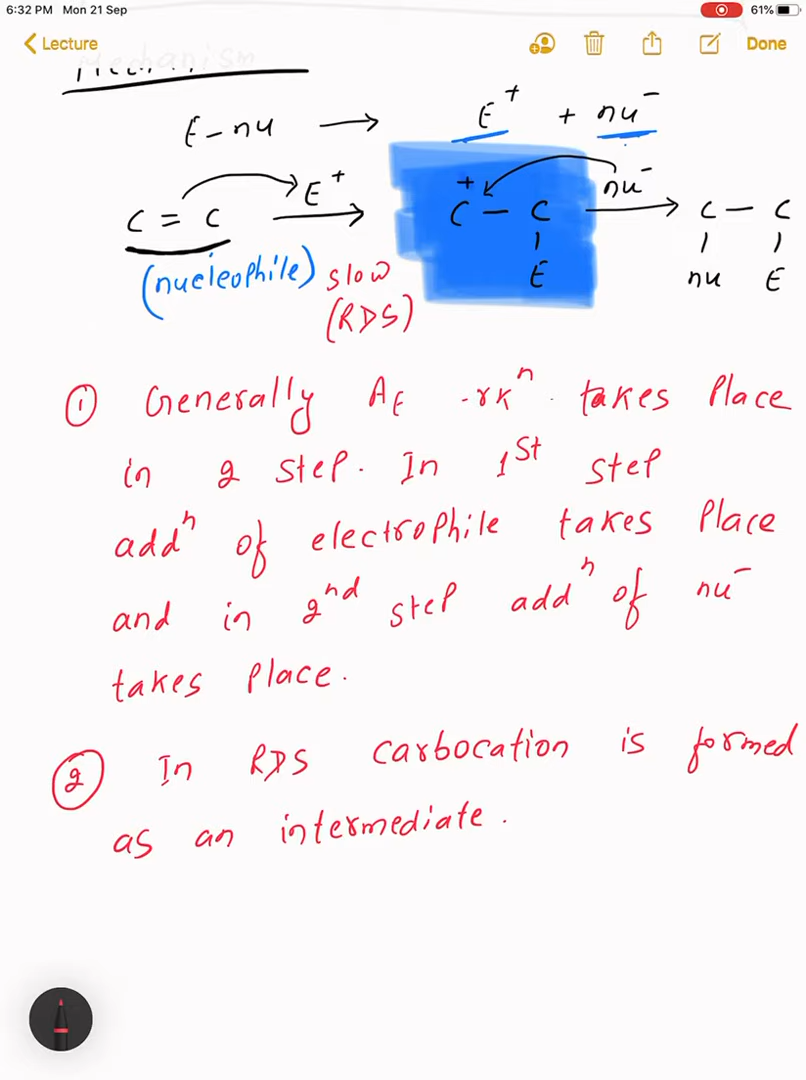 6:32 PM Mon 21 Sep 61%
Lecture Done
Mechanism
E - nu ⟶ E⁺ + nu⁻
C = C ⟶ E⁺ C⁺ - C ⟶ nu⁻ C - C
(nucleophile) E nu E
slow
(RDS)
① Generally AE -rxⁿ. takes place
in 2 step. In 1st step
addⁿ of electrophile takes place
and in 2nd step addⁿ of nu⁻
takes place.
② In RDS carbocation is formed
as an intermediate.